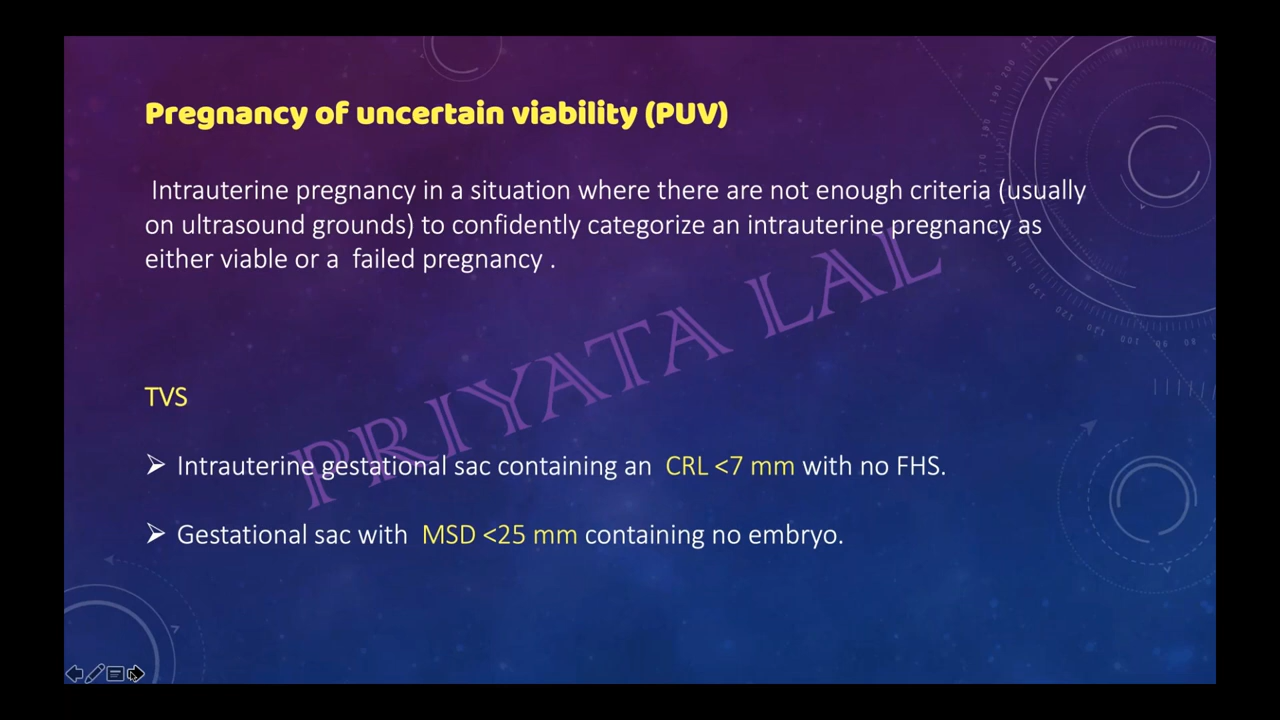 Pregnancy of uncertain viability (PUV)
Intrauterine pregnancy in a situation where there are not enough criteria (usually
on ultrasound grounds) to confidently categorize an intrauterine pregnancy as
either viable or a failed pregnancy .
PRIYATA LAL
TVS
➢ Intrauterine gestational sac containing an CRL <7 mm with no FHS.
➢ Gestational sac with MSD <25 mm containing no embryo.